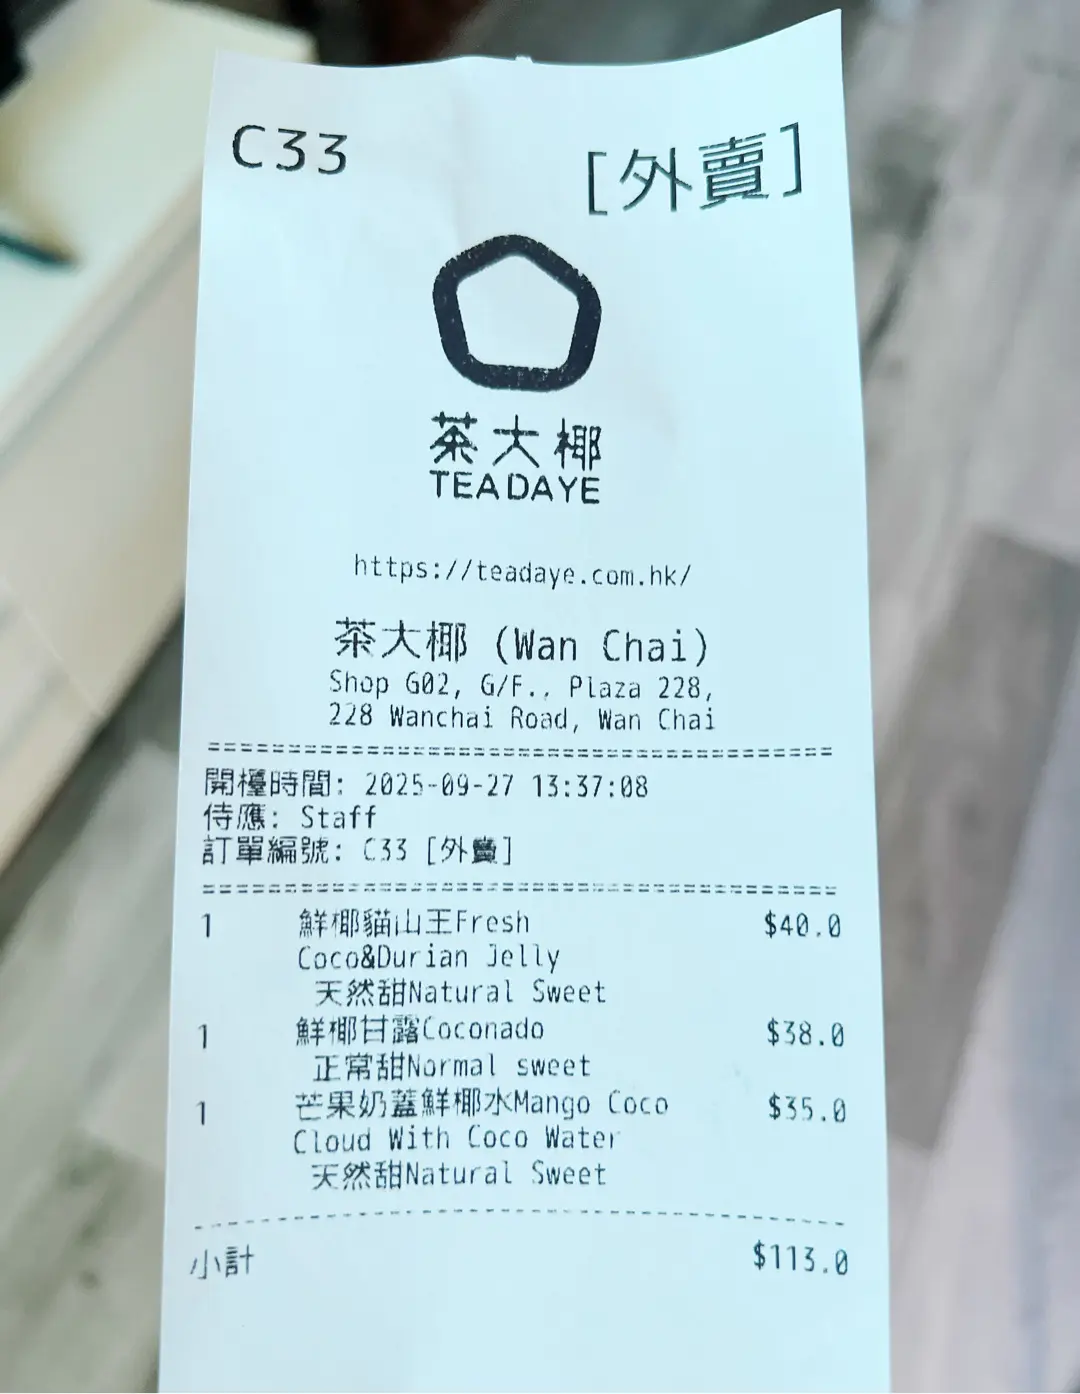 C33
[外賣]
茶大椰
TEADAYE
https://teadaye.com.hk/
茶大椰 (Wan Chai)
Shop G02, G/F., Plaza 228,
228 Wanchai Road, Wan Chai
開檯時間: 2025-09-27 13:37:08
侍應: Staff
訂單編號: C33 [外賣]
1 鮮椰貓山王Fresh $40.0
Coco&Durian Jelly
天然甜Natural Sweet
1 鮮椰甘露Coconado $38.0
正常甜Normal sweet
1 芒果奶蓋鮮椰水Mango Coco $35.0
Cloud With Coco Water
天然甜Natural Sweet
小計 $113.0